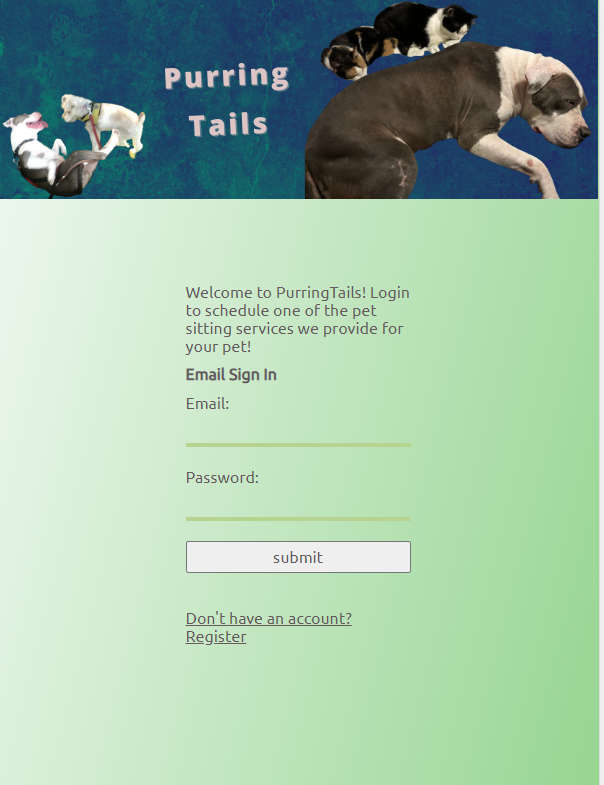 Purring
Tails
Welcome to PurringTails! Login
to schedule one of the pet
sitting services we provide for
your pet!
Email Sign In
Email:
Password:
submit
Don't have an account?
Register